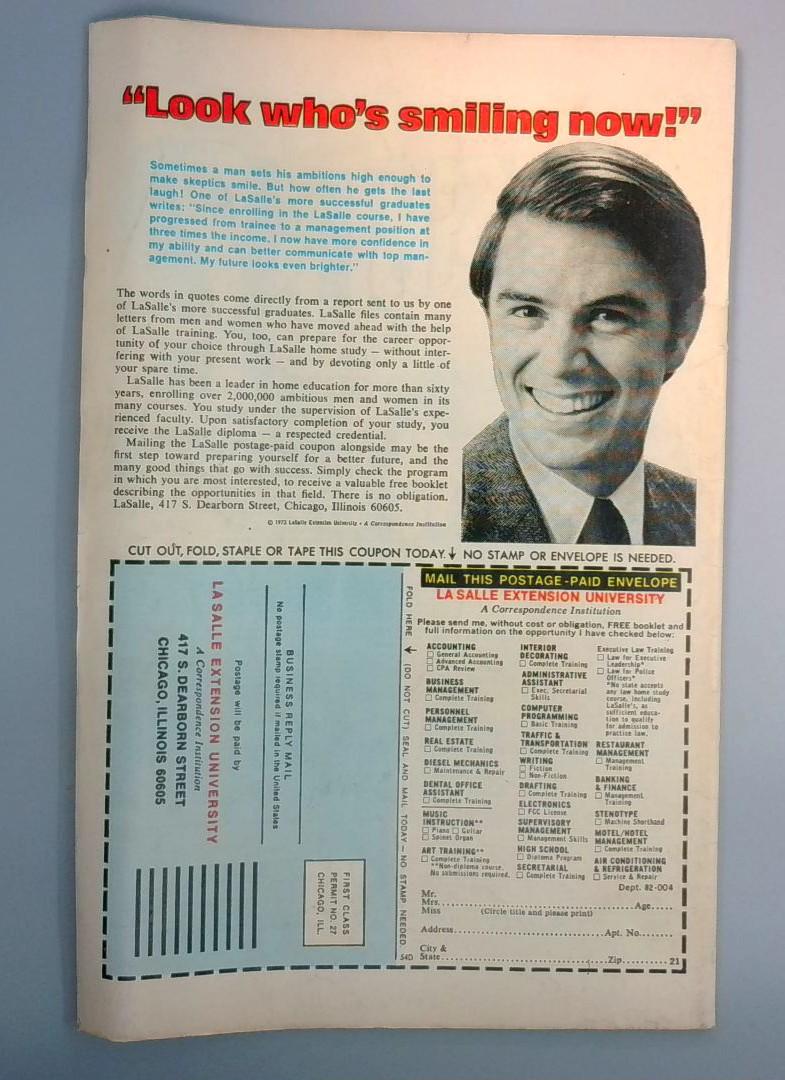 “Look who's smiling now!”
Sometimes a man sets his ambitions high enough to
make skeptics smile. But how often he gets the last
laugh! One of LaSalle's more successful graduates
writes: "Since enrolling in the LaSalle course, I have
progressed from trainee to a management position at
three times the income. I now have more confidence in
my ability and can better communicate with top man-
agement. My future looks even brighter."
The words in quotes come directly from a report sent to us by one
of LaSalle's more successful graduates. LaSalle files contain many
letters from men and women who have moved ahead with the help
of LaSalle training. You, too, can prepare for the career oppor-
tunity of your choice through LaSalle home study — without inter-
fering with your present work — and by devoting only a little of
your spare time.
LaSalle has been a leader in home education for more than sixty
years, enrolling over 2,000,000 ambitious men and women in its
many courses. You study under the supervision of LaSalle's expe-
rienced faculty. Upon satisfactory completion of your study, you
receive the LaSalle diploma — a respected credential.
Mailing the LaSalle postage-paid coupon alongside may be the
first step toward preparing yourself for a better future, and the
many good things that go with success. Simply check the program
in which you are most interested, to receive a valuable free booklet
describing the opportunities in that field. There is no obligation.
LaSalle, 417 S. Dearborn Street, Chicago, Illinois 60605.
© 1973 LaSalle Extension University • A Correspondence Institution
CUT OUT, FOLD, STAPLE OR TAPE THIS COUPON TODAY. NO STAMP OR ENVELOPE IS NEEDED.
FIRST CLASS
PERMIT NO. 27
CHICAGO, ILL.
BUSINESS REPLY MAIL
No postage stamp required if mailed in the United States
Postage will be paid by
LA SALLE EXTENSION UNIVERSITY
A Correspondence Institution
417 S. DEARBORN STREET
CHICAGO, ILLINOIS 60605
FOLD HERE (DO NOT CUT) SEAL AND MAIL TODAY — NO STAMP NEEDED.
MAIL THIS POSTAGE-PAID ENVELOPE
LA SALLE EXTENSION UNIVERSITY
A Correspondence Institution
Please send me, without cost or obligation, FREE booklet and
full information on the opportunity I have checked below:
ACCOUNTING
General Accounting
Advanced Accounting
CPA Review
BUSINESS
MANAGEMENT
Complete Training
PERSONNEL
MANAGEMENT
Complete Training
REAL ESTATE
Complete Training
DIESEL MECHANICS
Maintenance & Repair
DENTAL OFFICE
ASSISTANT
Complete Training
MUSIC
INSTRUCTION**
Piano Guitar
Spinet Organ
ART TRAINING**
Complete Training
**Non-diploma course.
No submissions required.
INTERIOR
DECORATING
Complete Training
ADMINISTRATIVE
ASSISTANT
Exec. Secretarial
Skills
COMPUTER
PROGRAMMING
Basic Training
TRAFFIC &
TRANSPORTATION
Complete Training
WRITING
Fiction
Non-Fiction
DRAFTING
Complete Training
ELECTRONICS
FCC License
SUPERVISORY
MANAGEMENT
Management Skills
HIGH SCHOOL
Diploma Program
SECRETARIAL
Complete Training
Executive Law Training
Law for Executive
Leadership*
Law for Police
Officers*
*No state accepts
any law home study
course, including
LaSalle's, as
sufficient educa-
tion to qualify
for admission to
practice law.
RESTAURANT
MANAGEMENT
Management
Training
BANKING
& FINANCE
Management
Training
STENOTYPE
Machine Shorthand
MOTEL/HOTEL
MANAGEMENT
Complete Training
AIR CONDITIONING
& REFRIGERATION
Service & Repair
Dept. 82-004
Mr.
Mrs. Age
Miss (Circle title and please print)
Address Apt. No.
City &
State Zip 21
54D